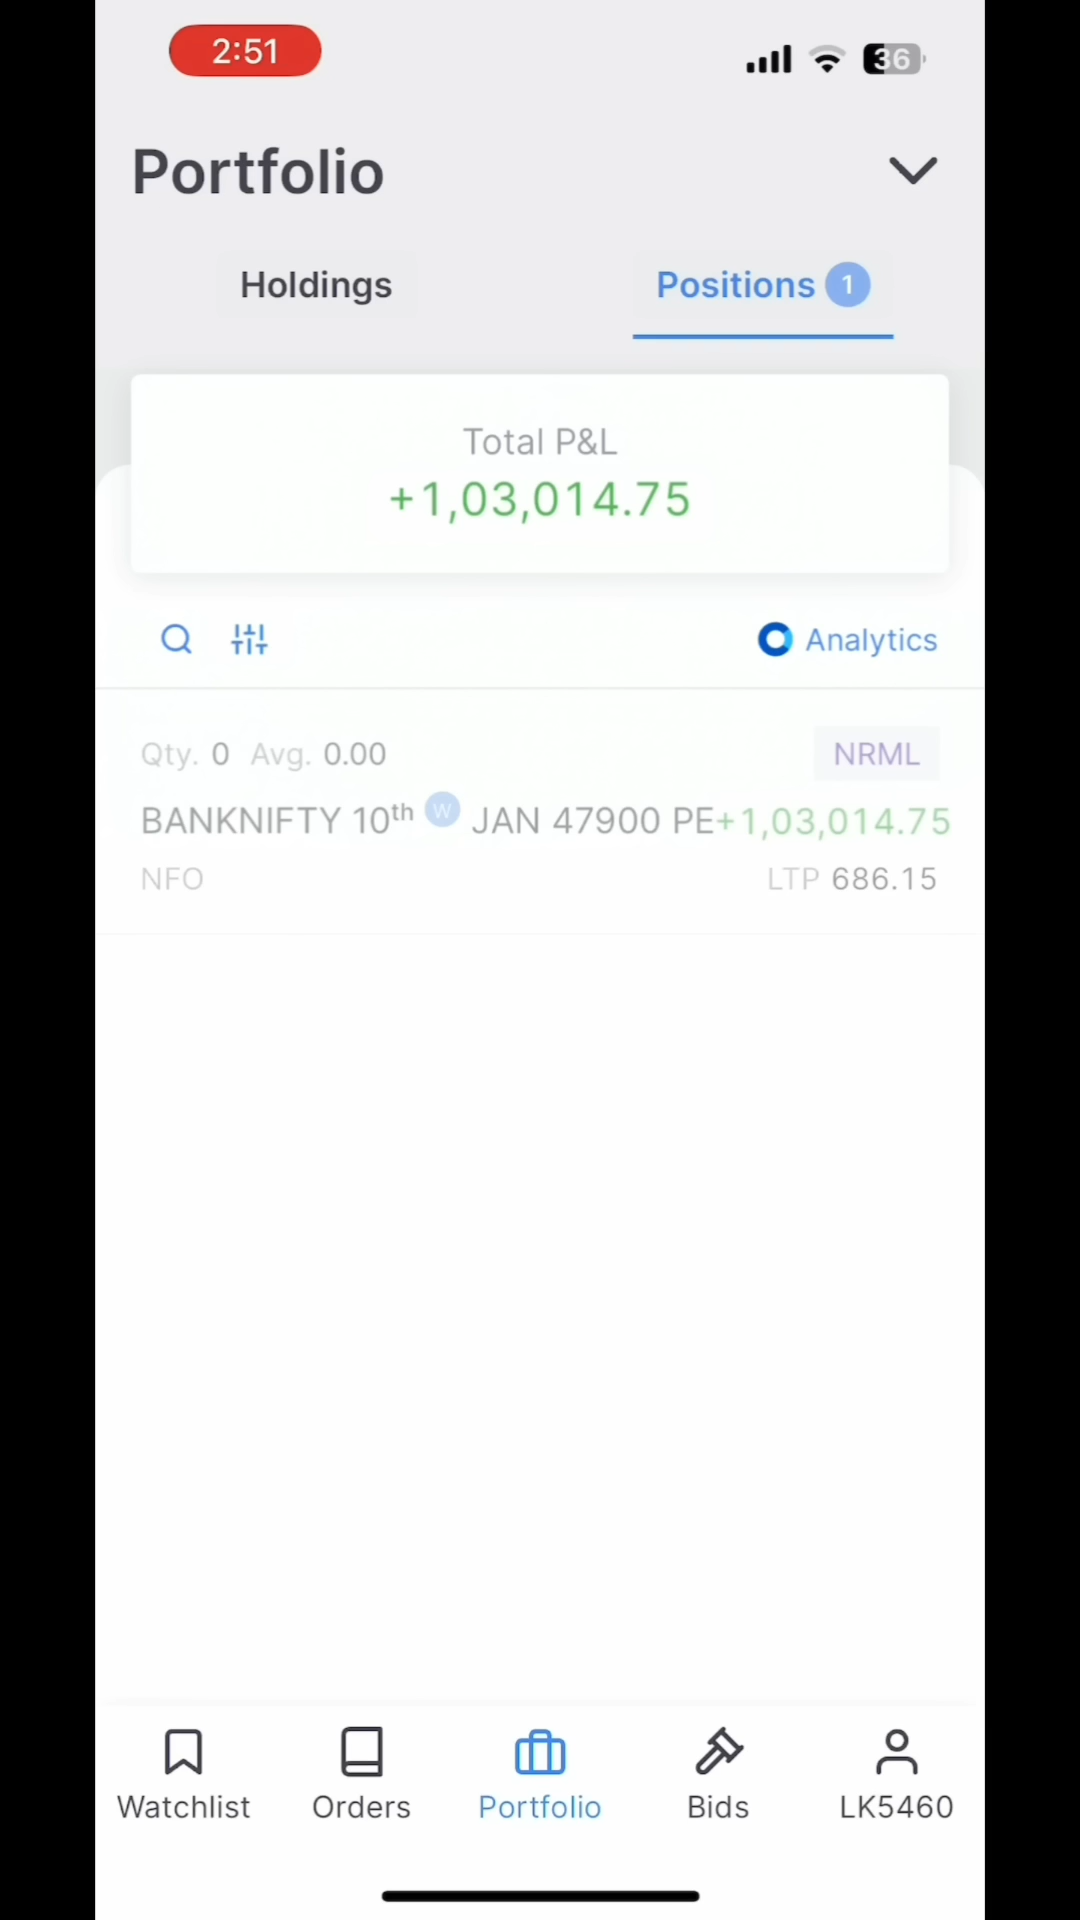 2:51
36
Portfolio
Holdings
Positions 1
Total P&L
+1,03,014.75
Analytics
Qty. 0 Avg. 0.00
NRML
BANKNIFTY 10th W JAN 47900 PE+1,03,014.75
NFO
LTP 686.15
Watchlist
Orders
Portfolio
Bids
LK5460